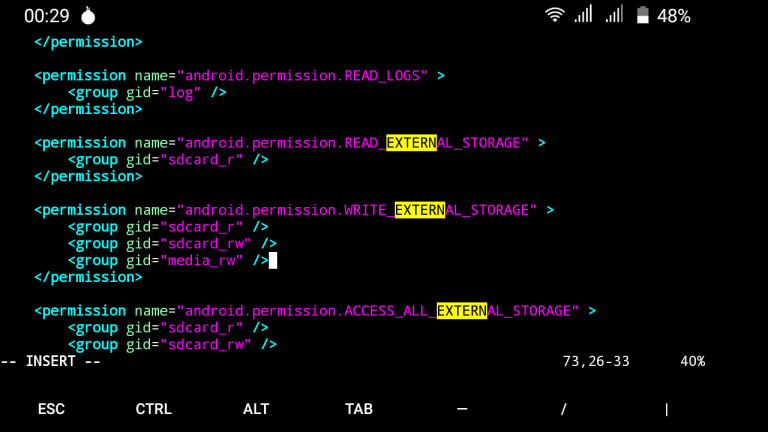 00:29 48%
</permission>
<permission name="android.permission.READ_LOGS" >
<group gid="log" />
</permission>
<permission name="android.permission.READ_EXTERNAL_STORAGE" >
<group gid="sdcard_r" />
</permission>
<permission name="android.permission.WRITE_EXTERNAL_STORAGE" >
<group gid="sdcard_r" />
<group gid="sdcard_rw" />
<group gid="media_rw" />
</permission>
<permission name="android.permission.ACCESS_ALL_EXTERNAL_STORAGE" >
<group gid="sdcard_r" />
<group gid="sdcard_rw" />
-- INSERT -- 73,26-33 40%
ESC CTRL ALT TAB — / |